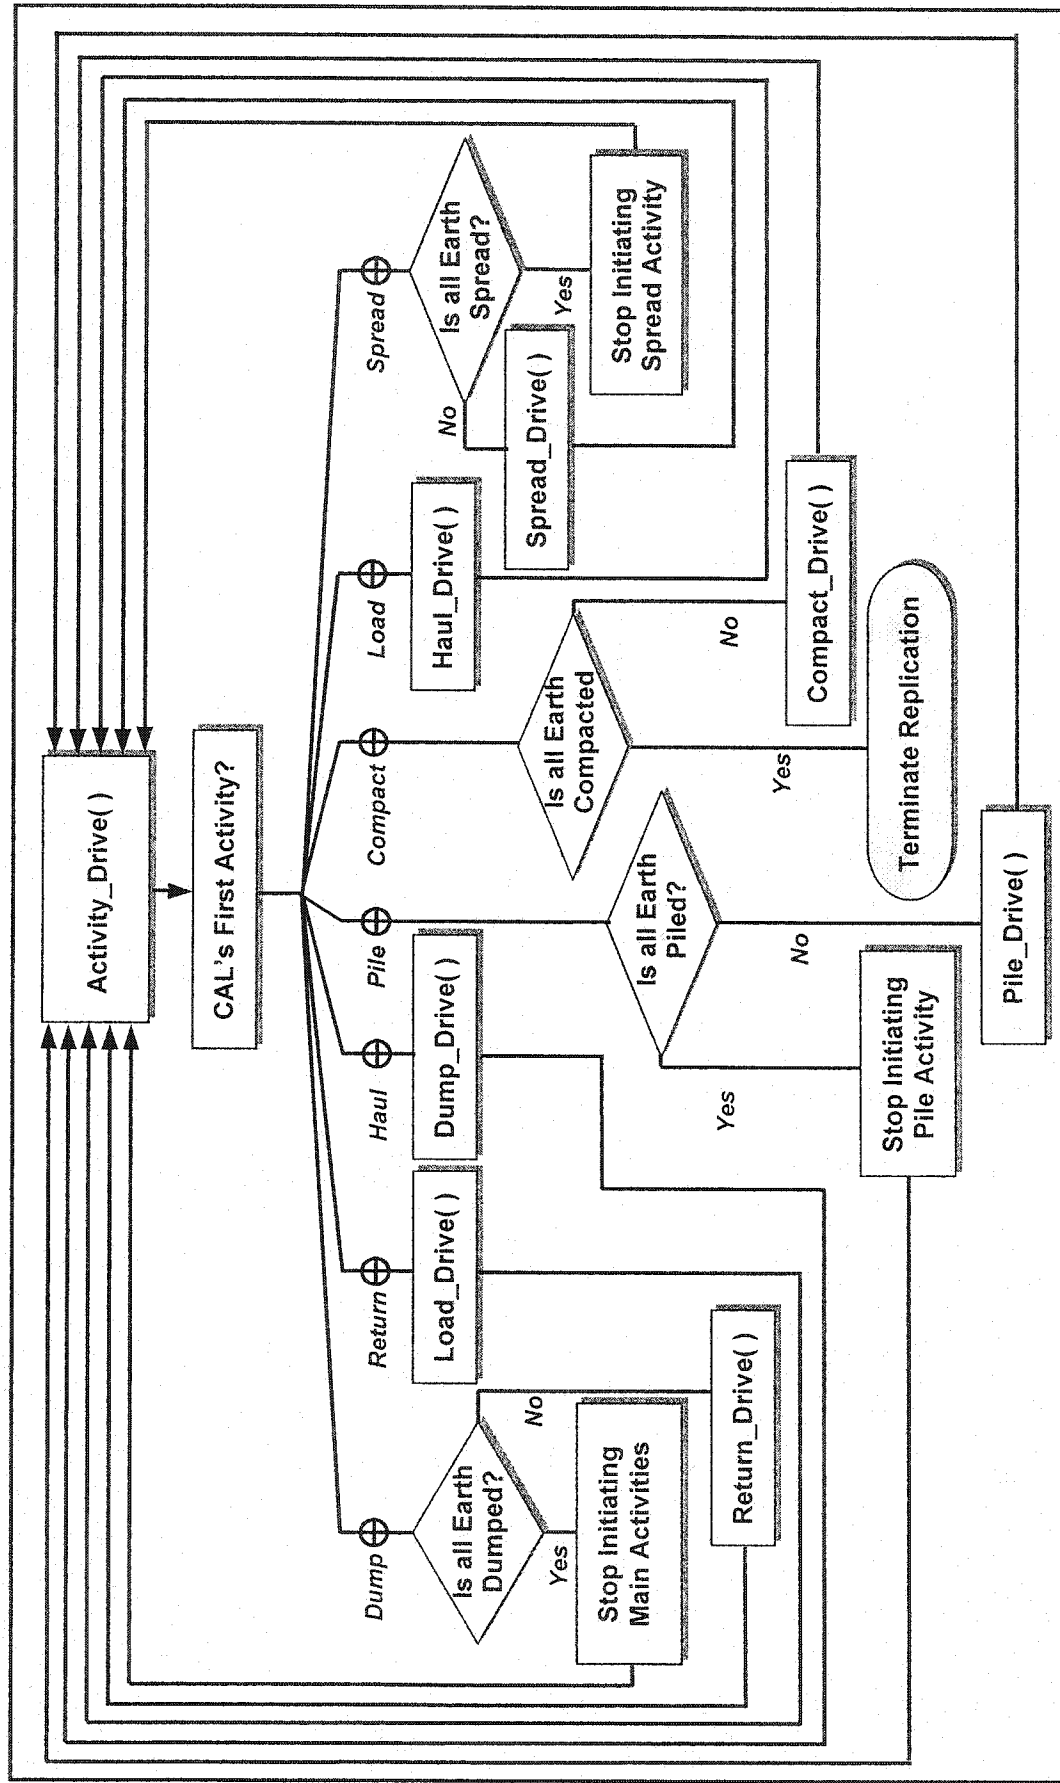 Activity_Drive( )
CAL's First Activity?
Dump
Return
Haul
Pile
Compact
Load
Spread
Is all Earth
Dumped?
Yes
No
Stop Initiating
Main Activities
Return_Drive( )
Load_Drive( )
Dump_Drive( )
Is all Earth
Piled?
Yes
No
Stop Initiating
Pile Activity
Pile_Drive( )
Is all Earth
Compacted
Yes
No
Terminate Replication
Compact_Drive( )
Haul_Drive( )
Is all Earth
Spread?
No
Yes
Spread_Drive( )
Stop Initiating
Spread Activity